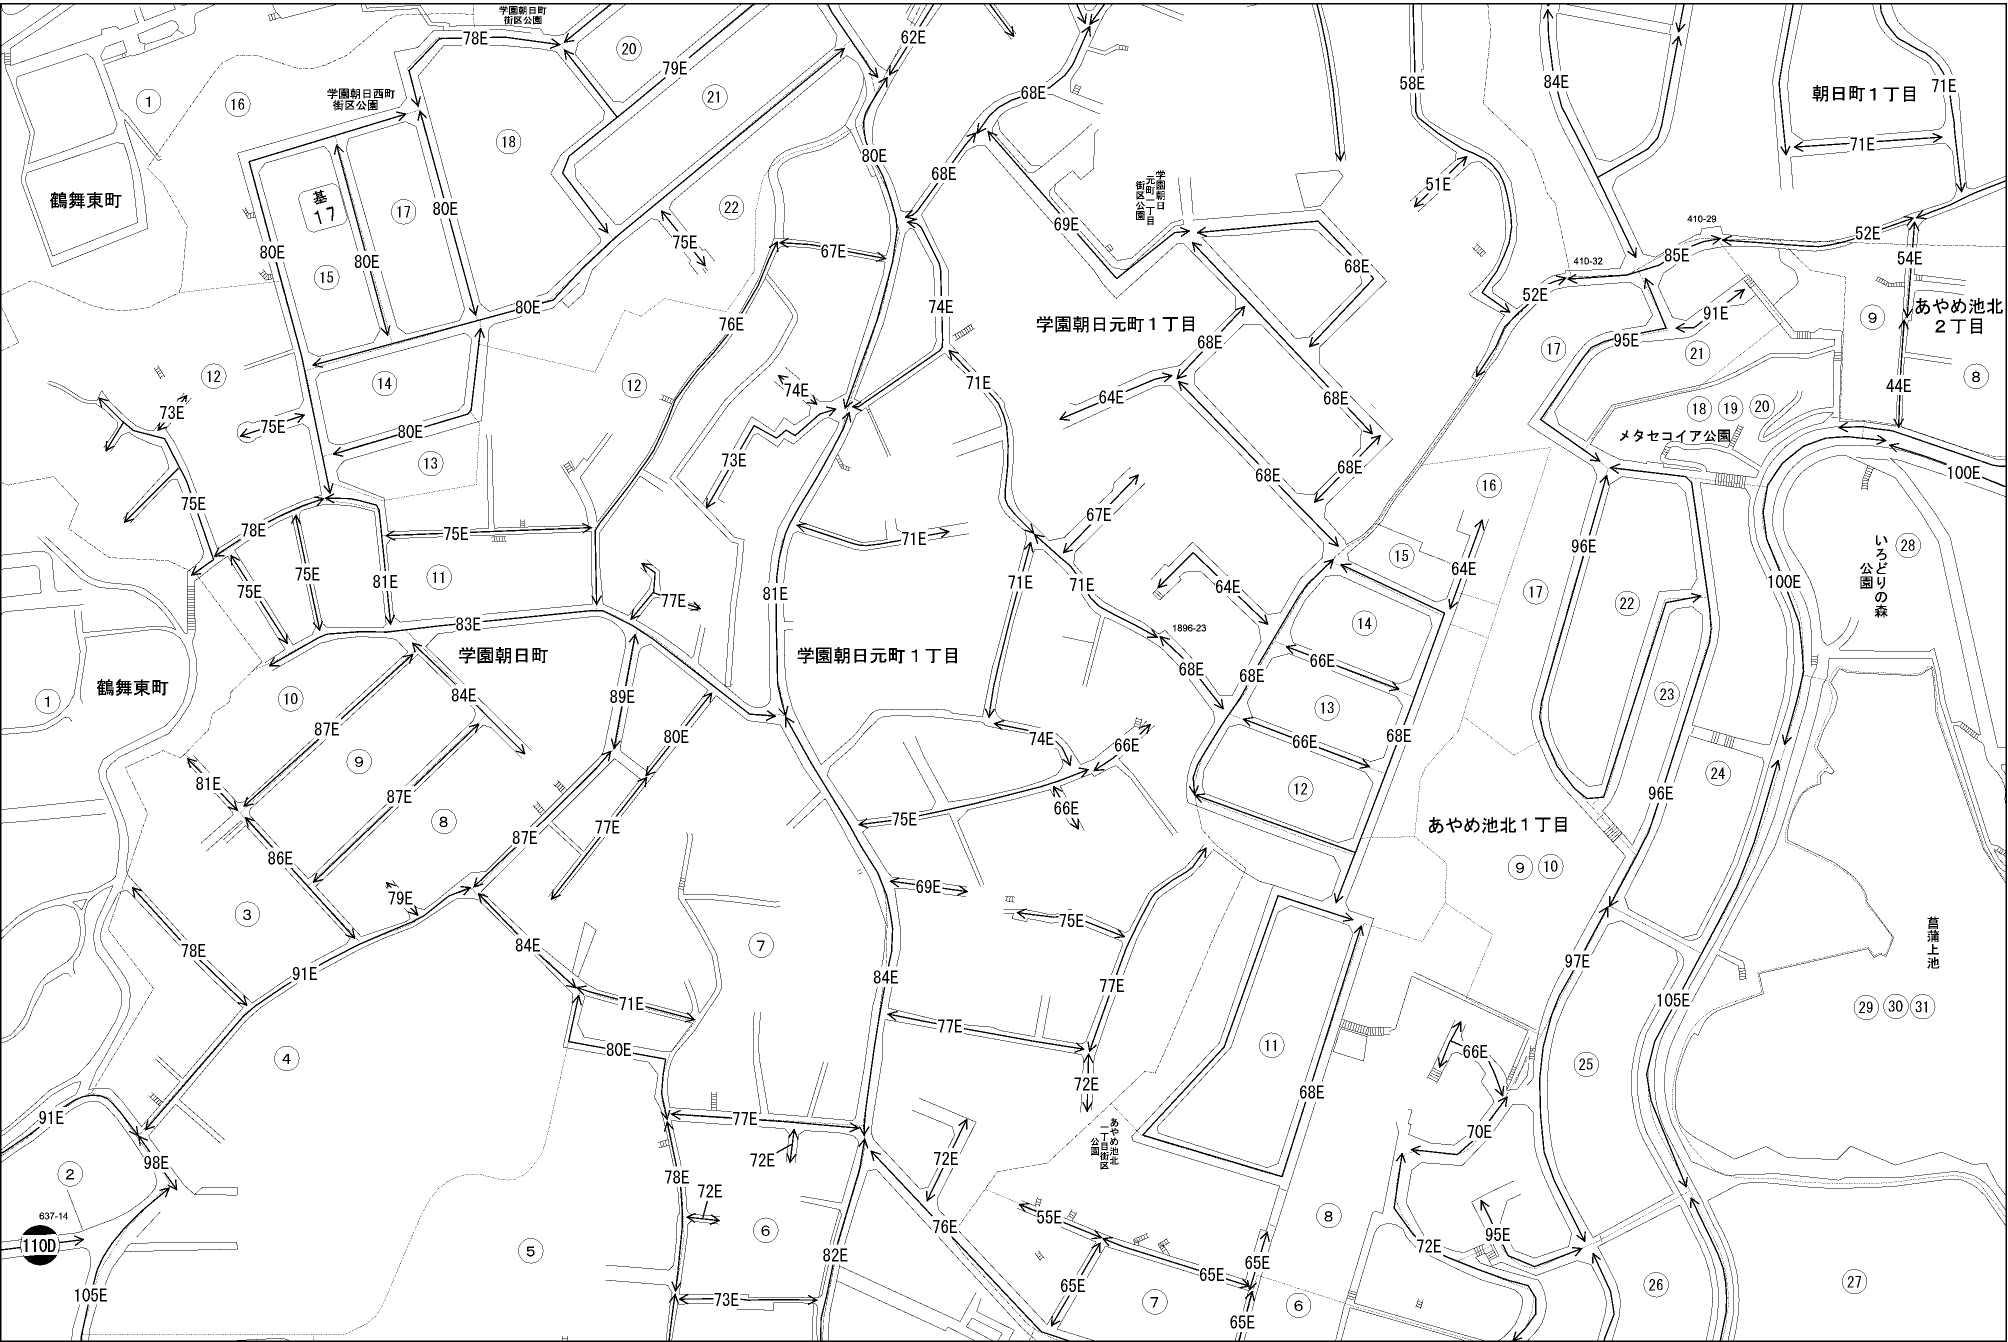 学園朝日町
街区公園
78E
20
62E
79E
68E
58E
84E
71E
朝日町１丁目
71E
1
16
学園朝日西町
街区公園
21
18
80E
68E
51E
鶴舞東町
基
17
17
80E
22
69E
学園朝日
元町一丁目
街区公園
410-29
80E
80E
15
75E
67E
68E
410-32
85E
52E
54E
80E
74E
52E
91E
あやめ池北
２丁目
9
76E
学園朝日元町１丁目
68E
95E
17
21
12
14
12
74E
71E
64E
68E
44E
8
73E
75E
80E
18
19
20
メタセコイア公園
13
73E
68E
68E
100E
16
75E
78E
75E
67E
71E
96E
15
いろどりの森
公園
28
75E
75E
81E
11
81E
71E
71E
64E
64E
100E
77E
17
22
83E
14
1896-23
学園朝日町
学園朝日元町１丁目
66E
68E
68E
鶴舞東町
1
10
84E
89E
23
13
87E
80E
74E
66E
66E
68E
9
81E
24
87E
66E
12
96E
8
77E
75E
あやめ池北１丁目
86E
87E
9
10
79E
69E
3
75E
78E
84E
7
菖蒲上池
91E
84E
77E
97E
71E
105E
29
30
31
77E
80E
11
66E
25
4
72E
68E
91E
77E
あやめ池北
一丁目街区
公園
70E
98E
72E
72E
2
78E
72E
637-14
110D
76E
55E
8
95E
5
6
82E
72E
65E
65E
65E
26
27
105E
73E
7
6
65E